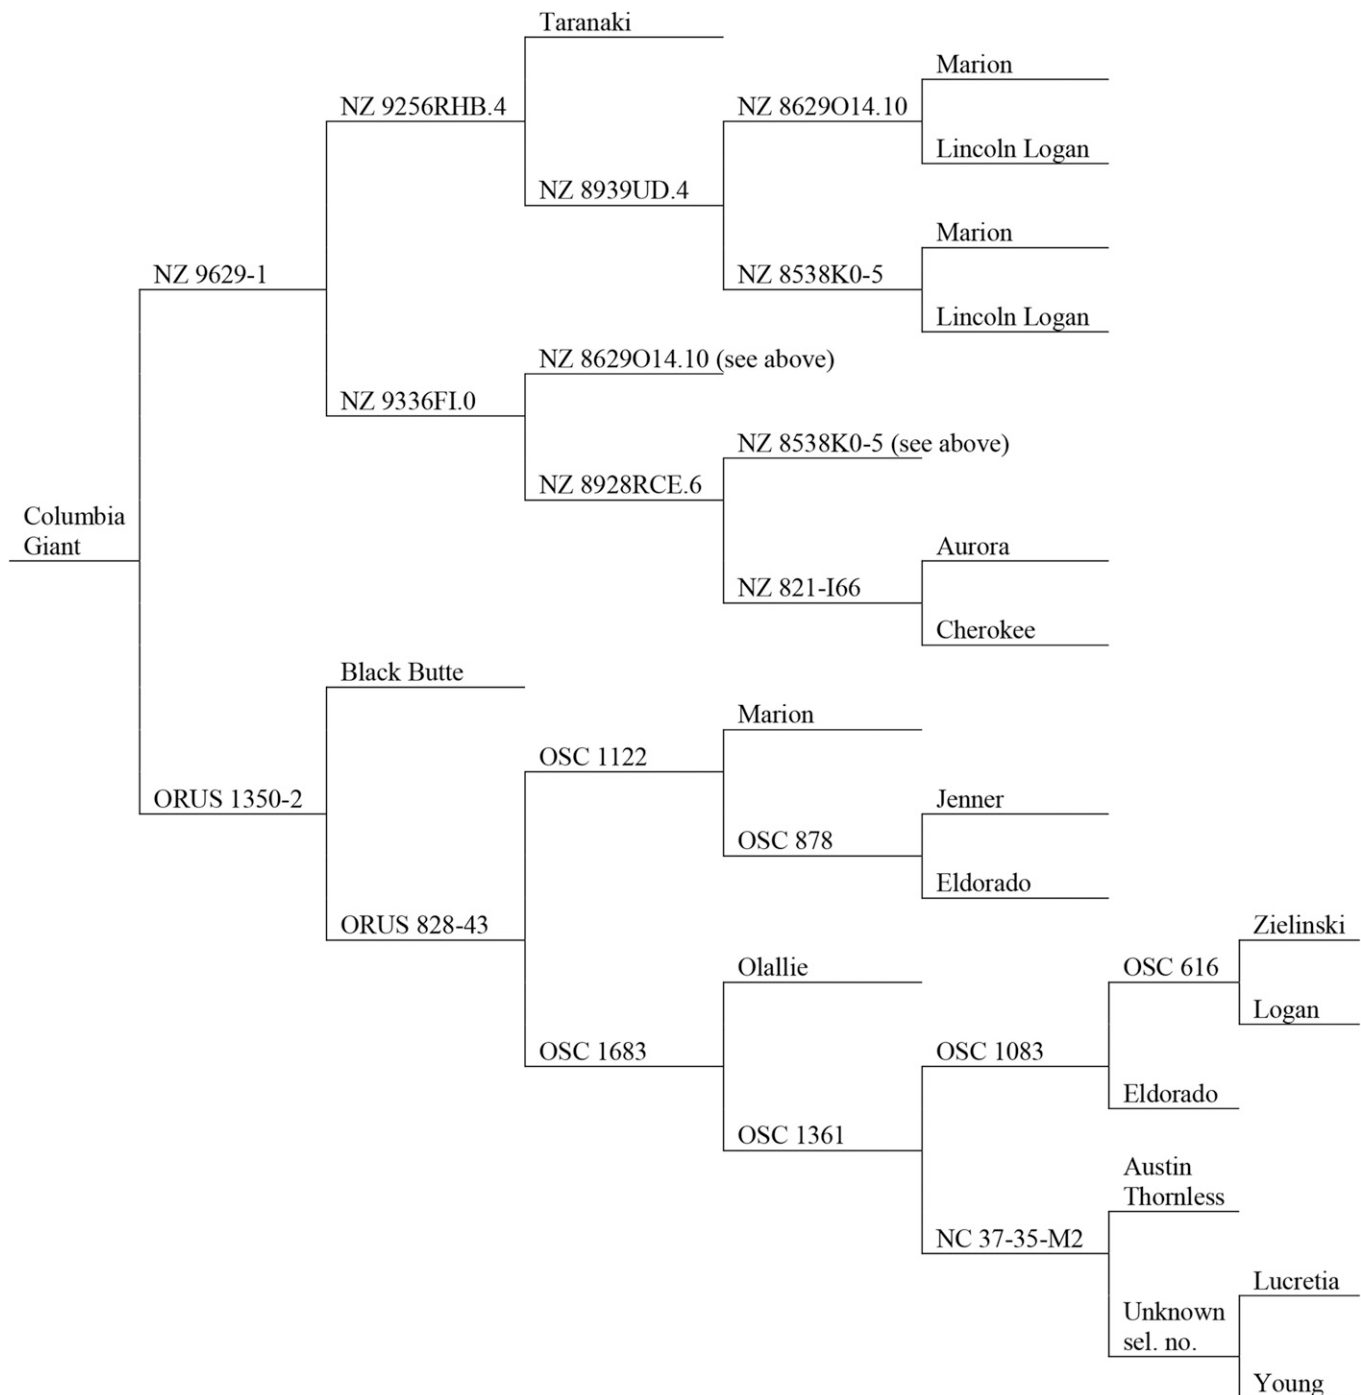 Taranaki
Marion
NZ 9256RHB.4
NZ 8629O14.10
Lincoln Logan
NZ 8939UD.4
Marion
NZ 9629-1
NZ 8538K0-5
Lincoln Logan
NZ 8629O14.10 (see above)
NZ 9336FI.0
NZ 8538K0-5 (see above)
NZ 8928RCE.6
Columbia
Giant
Aurora
NZ 821-I66
Cherokee
Black Butte
Marion
OSC 1122
ORUS 1350-2
Jenner
OSC 878
Eldorado
ORUS 828-43
Zielinski
Olallie
OSC 616
Logan
OSC 1683
OSC 1083
Eldorado
OSC 1361
Austin
Thornless
NC 37-35-M2
Lucretia
Unknown
sel. no.
Young